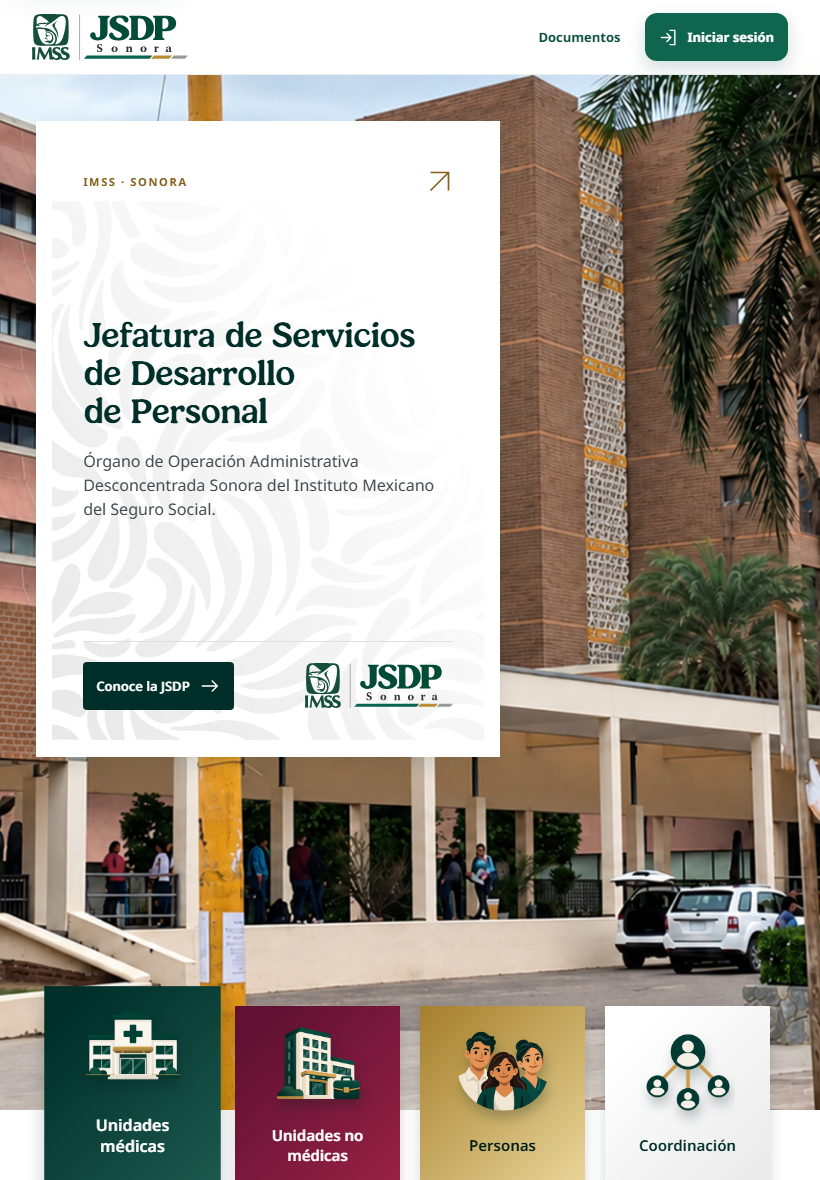 IMSS
JSDP
Sonora
Documentos
Iniciar sesión
IMSS · SONORA
Jefatura de Servicios
de Desarrollo
de Personal
Órgano de Operación Administrativa
Desconcentrada Sonora del Instituto Mexicano
del Seguro Social.
Conoce la JSDP
IMSS
JSDP
Sonora
Unidades
médicas
Unidades no
médicas
Personas
Coordinación